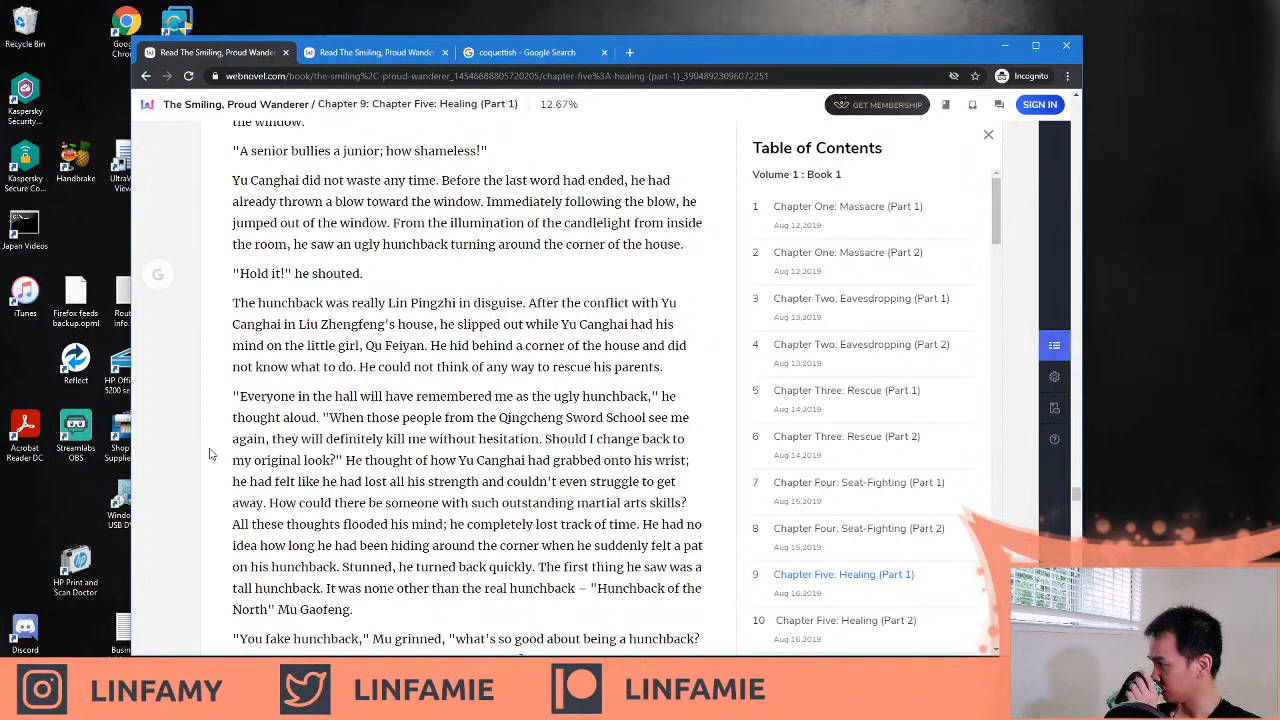 Recycle Bin
Google
Chrom
Read The Smiling, Proud Wande
Read The Smiling, Proud Wande
coquettish - Google Search
webnovel.com/book/the-smiling%2C-proud-wanderer_14546688805720205/chapter-five%3A-healing-(part-1)_39048923096072251
Incognito
The Smiling, Proud Wanderer / Chapter 9: Chapter Five: Healing (Part 1)
12.67%
GET MEMBERSHIP
SIGN IN
the window.
"A senior bullies a junior; how shameless!"
Yu Canghai did not waste any time. Before the last word had ended, he had
already thrown a blow toward the window. Immediately following the blow, he
jumped out of the window. From the illumination of the candlelight from inside
the room, he saw an ugly hunchback turning around the corner of the house.
"Hold it!" he shouted.
The hunchback was really Lin Pingzhi in disguise. After the conflict with Yu
Canghai in Liu Zhengfeng's house, he slipped out while Yu Canghai had his
mind on the little girl, Qu Feiyan. He hid behind a corner of the house and did
not know what to do. He could not think of any way to rescue his parents.
"Everyone in the hall will have remembered me as the ugly hunchback," he
thought aloud. "When those people from the Qingcheng Sword School see me
again, they will definitely kill me without hesitation. Should I change back to
my original look?" He thought of how Yu Canghai had grabbed onto his wrist;
he had felt like he had lost all his strength and couldn't even struggle to get
away. How could there be someone with such outstanding martial arts skills?
All these thoughts flooded his mind; he completely lost track of time. He had no
idea how long he had been hiding around the corner when he suddenly felt a pat
on his hunchback. Stunned, he turned back quickly. The first thing he saw was a
tall hunchback. It was none other than the real hunchback – "Hunchback of the
North" Mu Gaofeng.
"You fake hunchback," Mu grinned, "what's so good about being a hunchback?
Table of Contents
Volume 1 : Book 1
1 Chapter One: Massacre (Part 1)
Aug 12,2019
2 Chapter One: Massacre (Part 2)
Aug 12,2019
3 Chapter Two: Eavesdropping (Part 1)
Aug 13,2019
4 Chapter Two: Eavesdropping (Part 2)
Aug 13,2019
5 Chapter Three: Rescue (Part 1)
Aug 14,2019
6 Chapter Three: Rescue (Part 2)
Aug 14,2019
7 Chapter Four: Seat-Fighting (Part 1)
Aug 15,2019
8 Chapter Four: Seat-Fighting (Part 2)
Aug 15,2019
9 Chapter Five: Healing (Part 1)
Aug 16,2019
10 Chapter Five: Healing (Part 2)
Aug 16,2019
Kaspersky
Security...
Handbrake
UltraV
Kaspersky
Secure Co...
Japan Videos
iTunes
Firefox feeds
backup.opml
Route
info..
Reflect
HP Offic
5200 se
Acrobat
Reader DC
Streamlabs
OBS
Shop
Supplie
Window
USB DV
HP Print and
Scan Doctor
Discord
Busines
LINFAMY
LINFAMIE
LINFAMIE